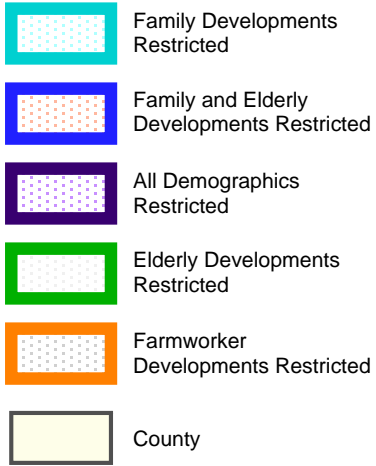 Family Developments
Restricted
Family and Elderly
Developments Restricted
All Demographics
Restricted
Elderly Developments
Restricted
Farmworker
Developments Restricted
County